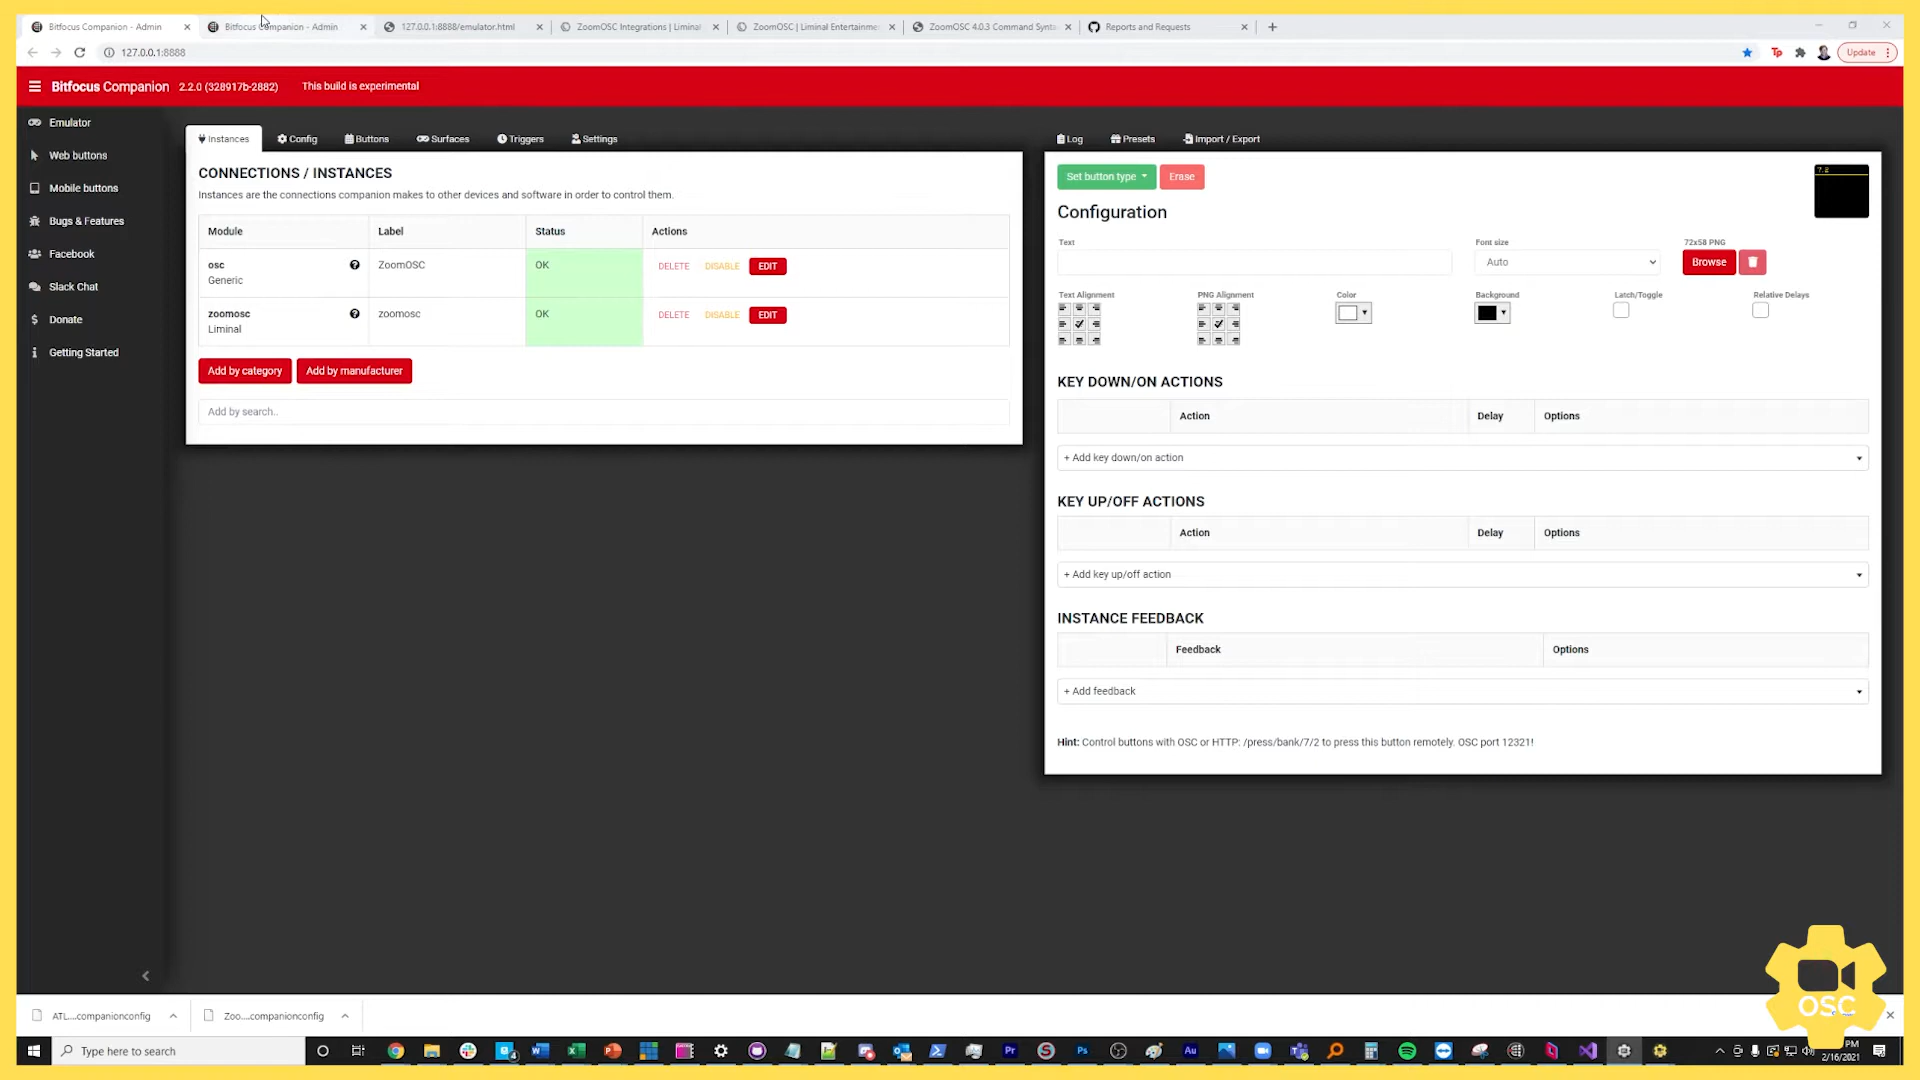 Bitfocus Companion - Admin
Bitfocus Companion - Admin
127.0.0.1:8888/emulator.html
ZoomOSC Integrations | Liminal
ZoomOSC | Liminal Entertainmen
ZoomOSC 4.0.3 Command Synta
Reports and Requests
127.0.0.1:8888
Tp
Update
Bitfocus Companion 2.2.0 (328917b-2882) This build is experimental
Emulator
Web buttons
Mobile buttons
Bugs & Features
Facebook
Slack Chat
Donate
Getting Started
Instances Config Buttons Surfaces Triggers Settings
CONNECTIONS / INSTANCES
Instances are the connections companion makes to other devices and software in order to control them.
Module Label Status Actions
osc ZoomOSC OK DELETE DISABLE EDIT
Generic
zoomosc zoomosc OK DELETE DISABLE EDIT
Liminal
Add by category Add by manufacturer
Add by search..
Log Presets Import / Export
Set button type Erase
7.2
Configuration
Text Font size 72x58 PNG
Auto Browse
Text Alignment PNG Alignment Color Background Latch/Toggle Relative Delays
KEY DOWN/ON ACTIONS
Action Delay Options
+ Add key down/on action
KEY UP/OFF ACTIONS
Action Delay Options
+ Add key up/off action
INSTANCE FEEDBACK
Feedback Options
+ Add feedback
Hint: Control buttons with OSC or HTTP: /press/bank/7/2 to press this button remotely. OSC port 12321!
OSC
ATL....companionconfig
Zoo....companionconfig
Type here to search
4
Pr
Ps
Au
PM
2/16/2021